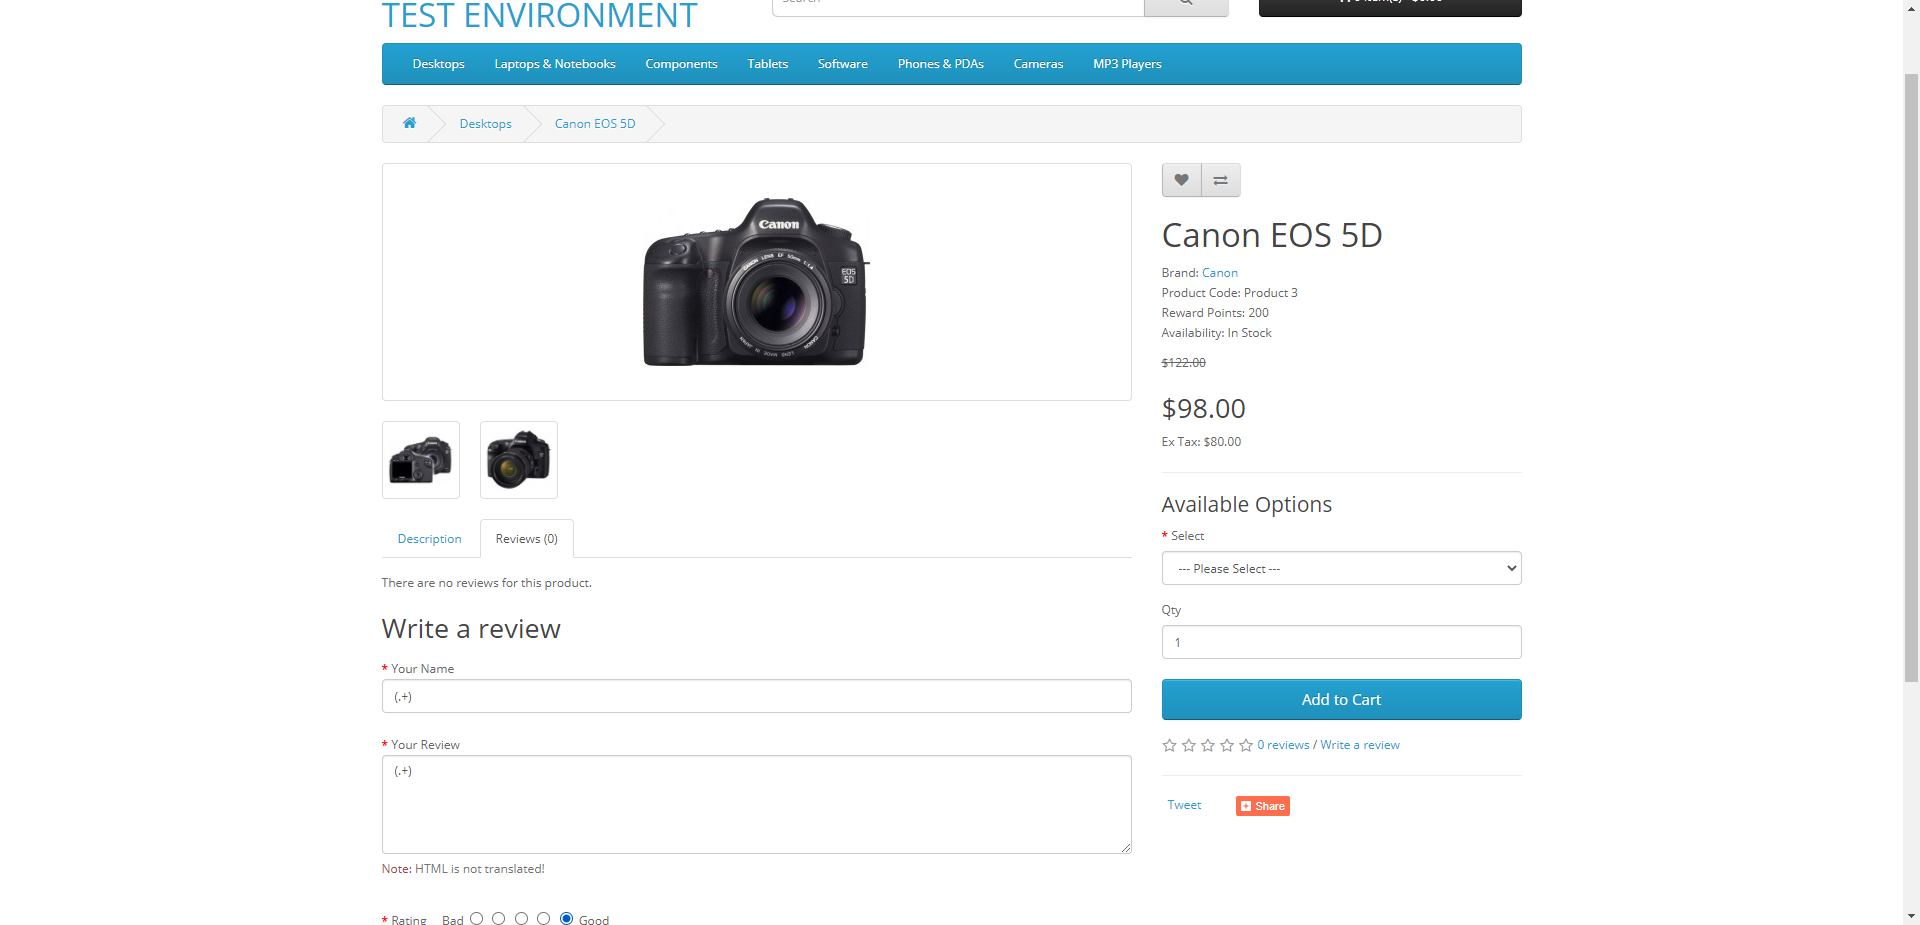 TEST ENVIRONMENT
Desktops
Laptops & Notebooks
Components
Tablets
Software
Phones & PDAs
Cameras
MP3 Players
Desktops
Canon EOS 5D
Canon
EOS
5D
Canon EOS 5D
Brand: Canon
Product Code: Product 3
Reward Points: 200
Availability: In Stock
$122.00
$98.00
Ex Tax: $80.00
Available Options
* Select
--- Please Select ---
Qty
1
Add to Cart
0 reviews / Write a review
Tweet
Share
Description
Reviews (0)
There are no reviews for this product.
Write a review
* Your Name
(.+)
* Your Review
(.+)
Note: HTML is not translated!
* Rating Bad Good